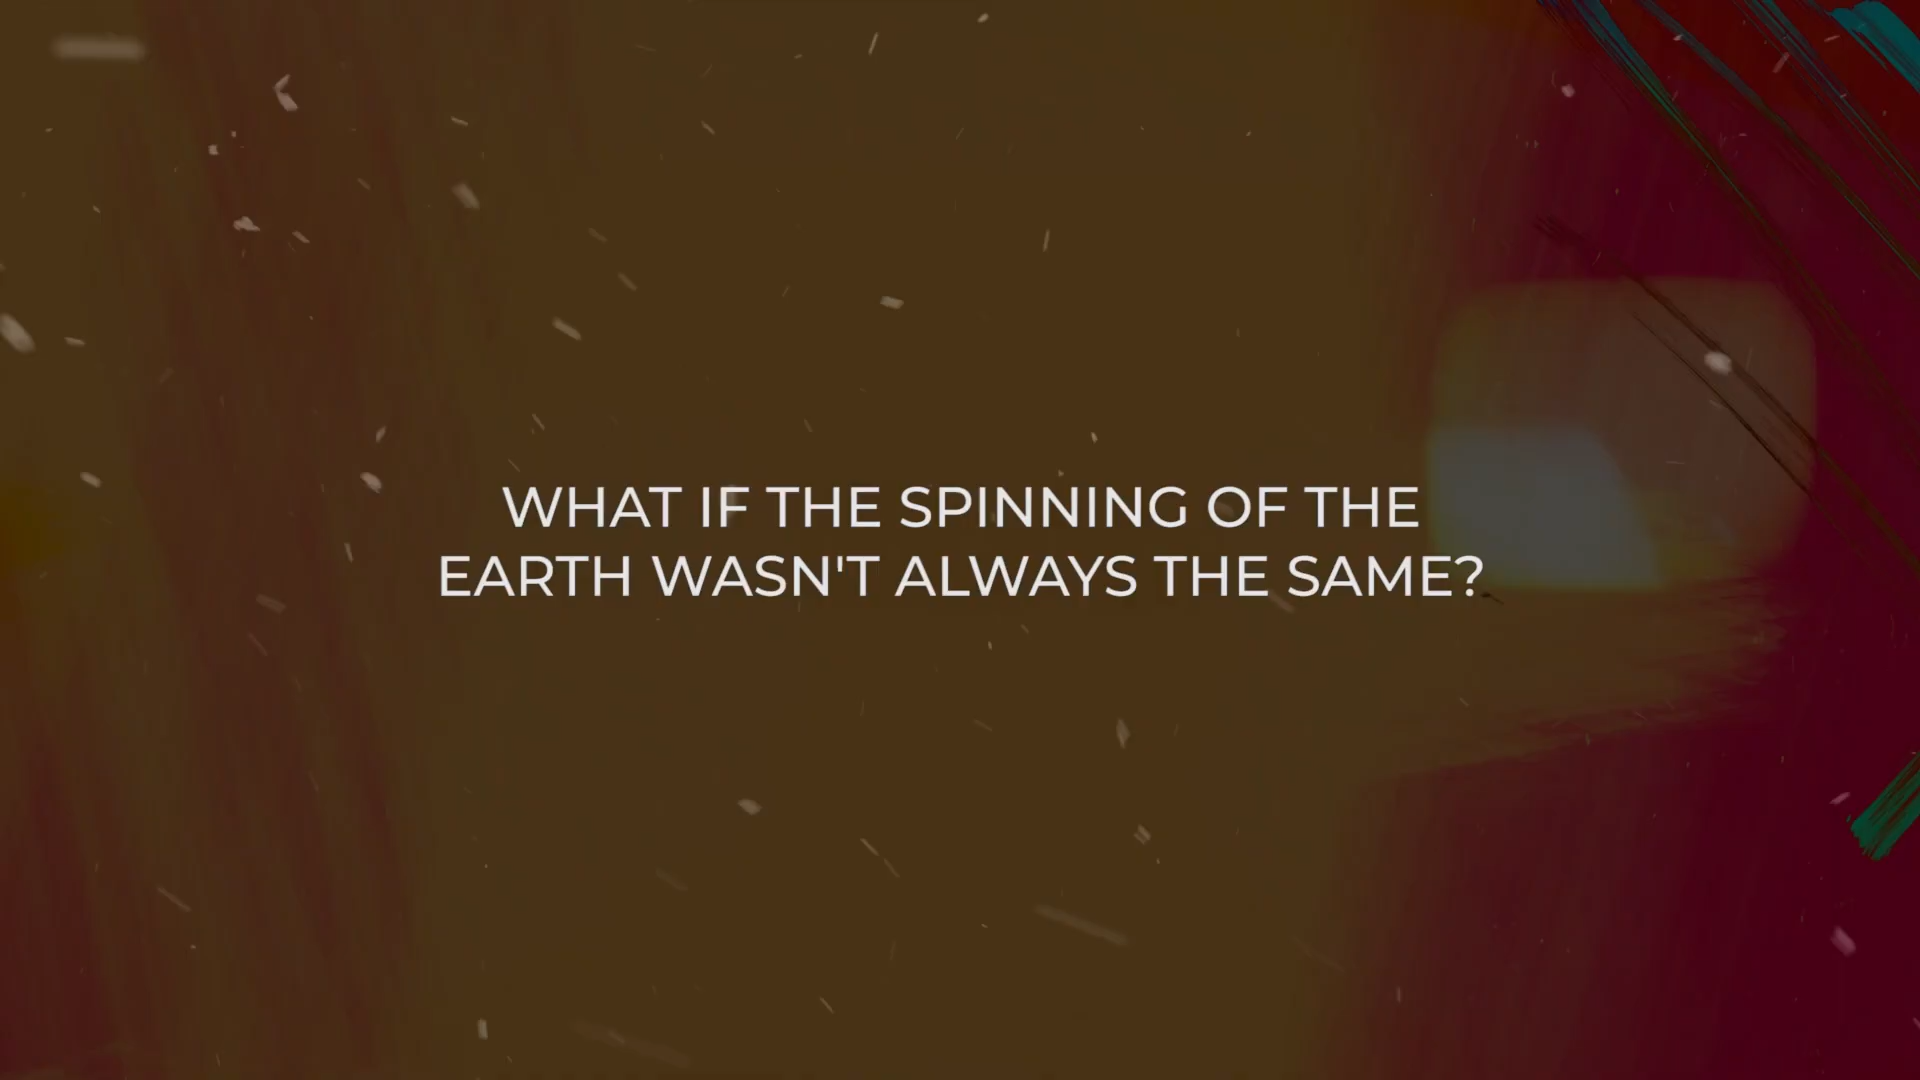 WHAT IF THE SPINNING OF THE
EARTH WASN'T ALWAYS THE SAME?